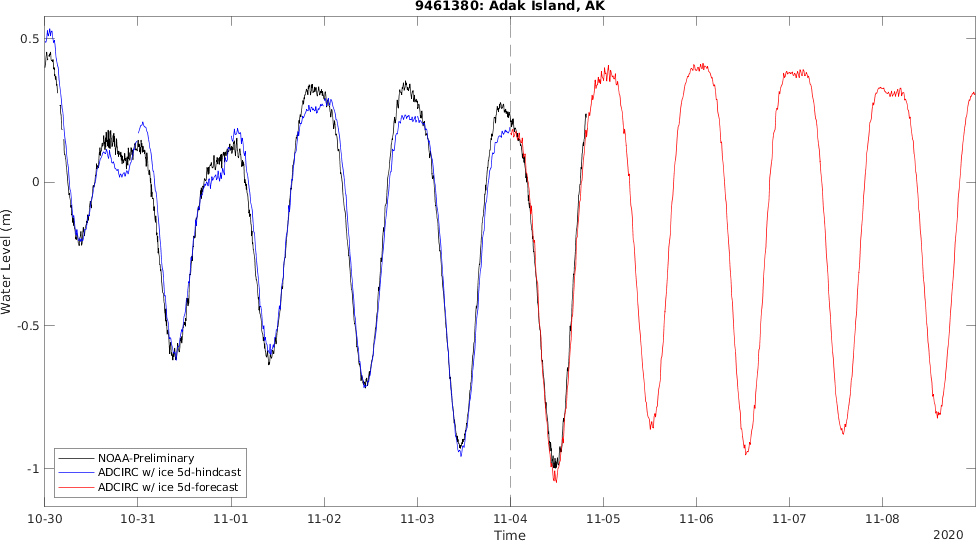 9461380: Adak Island, AK
0.5
0
-0.5
-1
Water Level (m)
NOAA-Preliminary
ADCIRC w/ ice 5d-hindcast
ADCIRC w/ ice 5d-forecast
10-30 10-31 11-01 11-02 11-03 11-04 11-05 11-06 11-07 11-08
Time
2020